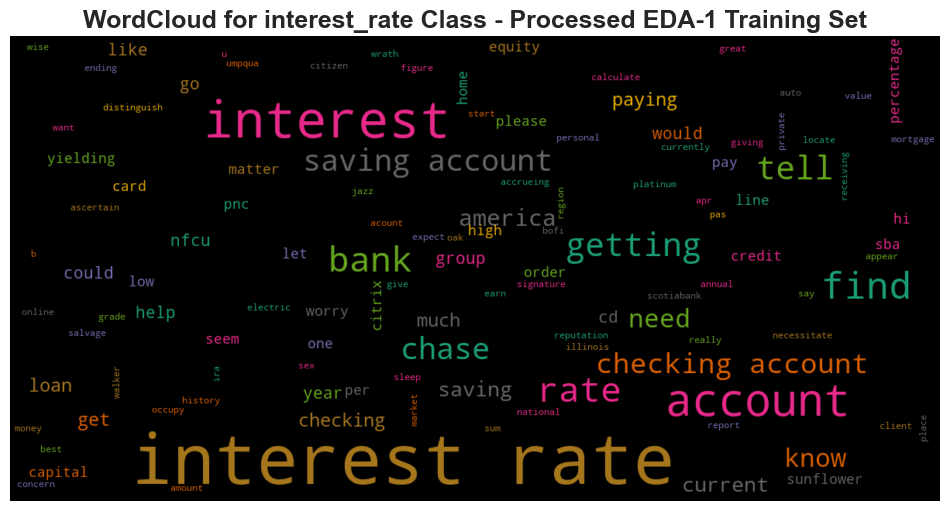 WordCloud for interest_rate Class - Processed EDA-1 Training Set
wise like u wrath equity great
ending umpqua citizen figure
go home calculate percentage
distinguish start paying auto value
want interest please personal would giving private locate mortgage
currently
yielding matter saving account pay tell receiving
card jazz accrueing platinum
ascertain pnc region apr line
acount america pas hi
b nfcu expect oak high bofi getting sba
let bank group credit appear
could low order find
citrix give signature annual
earn scotiabank say
online grade electric worry much cd need
help
salvage seem one chase reputation illinois really necessitate
walker ira sex checking account
loan sleep rate
year per saving account
history market
get occupy checking national
money sum report client place
best interest rate know
capital current sunflower
concern amount